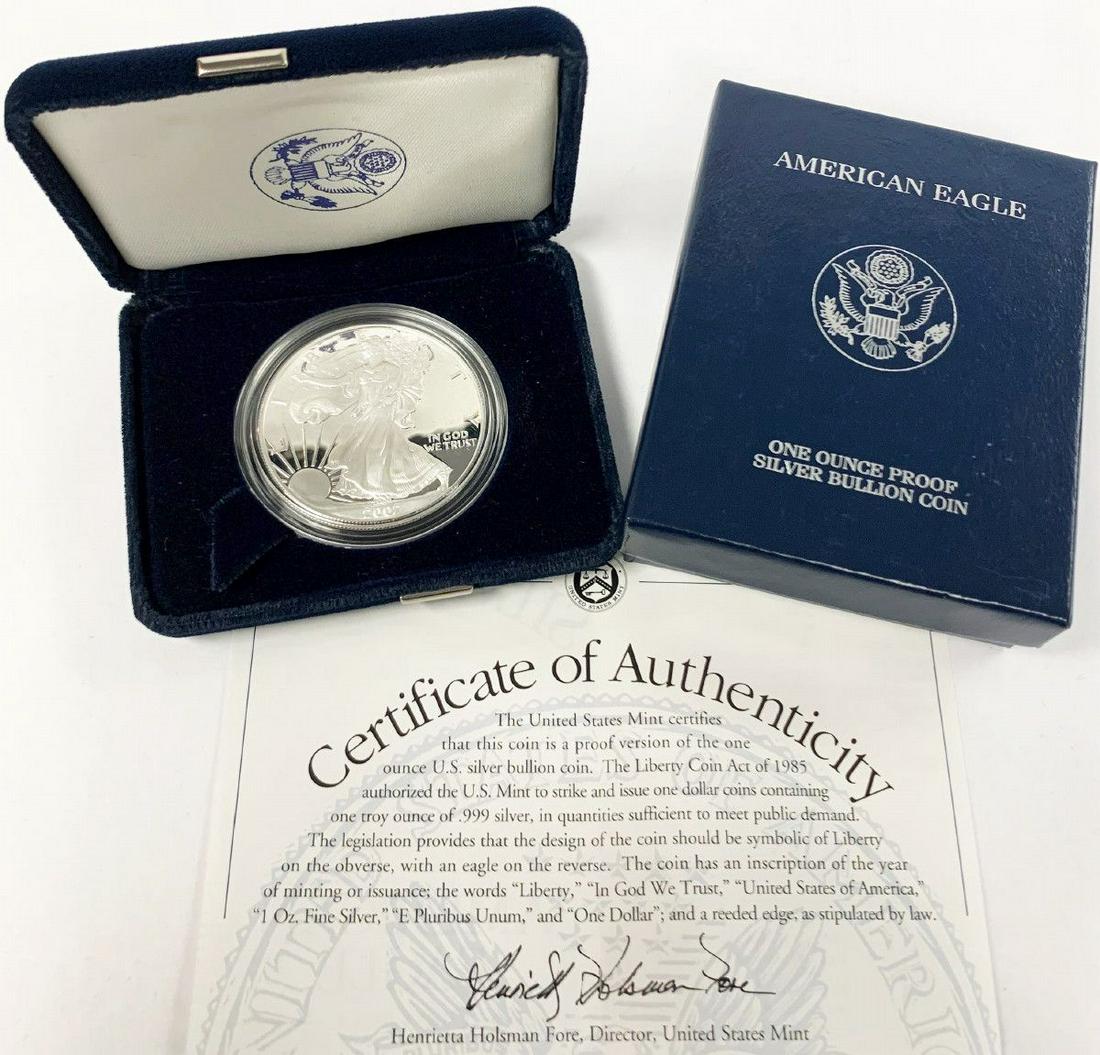 IN GOD
WE TRUST
AMERICAN EAGLE
ONE OUNCE PROOF
SILVER BULLION COIN
UNITED STATES MINT
Certificate of Authenticity
The United States Mint certifies
that this coin is a proof version of the one
ounce U.S. silver bullion coin. The Liberty Coin Act of 1985
authorized the U.S. Mint to strike and issue one dollar coins containing
one troy ounce of .999 silver, in quantities sufficient to meet public demand.
The legislation provides that the design of the coin should be symbolic of Liberty
on the obverse, with an eagle on the reverse. The coin has an inscription of the year
of minting or issuance; the words “Liberty,” “In God We Trust,” “United States of America,”
“1 Oz. Fine Silver,” “E Pluribus Unum,” and “One Dollar”; and a reeded edge, as stipulated by law.
Henrietta Holsman Fore
Henrietta Holsman Fore, Director, United States Mint